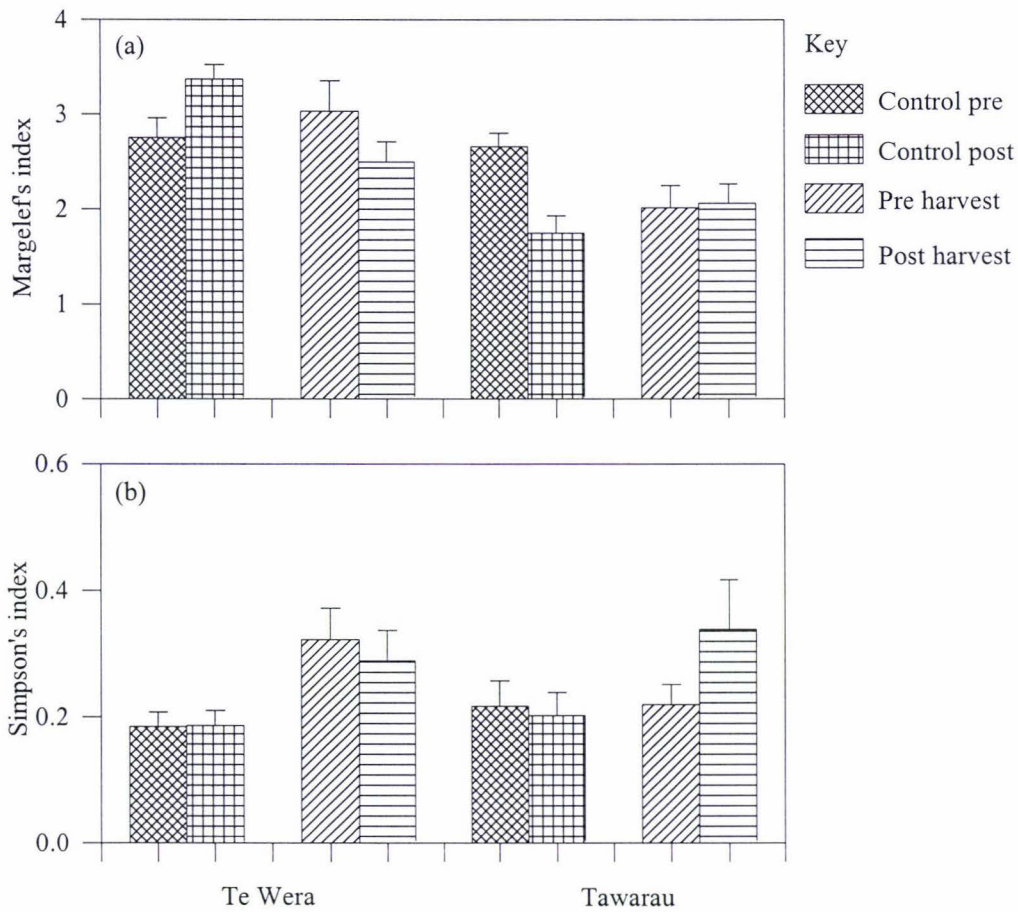 4
3
2
1
0
(a)
Margelef's index
Key
Control pre
Control post
Pre harvest
Post harvest
0.6
0.4
0.2
0.0
(b)
Simpson's index
Te Wera
Tawarau